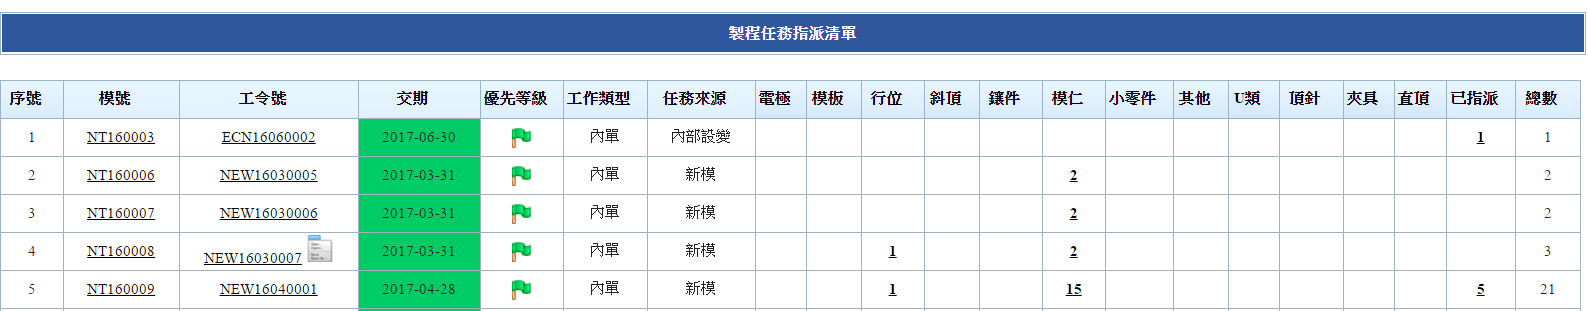 製程任務指派清單
序號 模號 工令號 交期 優先等級 工作類型 任務來源 電極 模板 行位 斜頂 鑲件 模仁 小零件 其他 U類 頂針 夾具 直頂 已指派 總數
1 NT160003 ECN16060002 2017-06-30 內單 內部設變 1 1
2 NT160006 NEW16030005 2017-03-31 內單 新模 2 2
3 NT160007 NEW16030006 2017-03-31 內單 新模 2 2
4 NT160008 NEW16030007 2017-03-31 內單 新模 1 2 3
5 NT160009 NEW16040001 2017-04-28 內單 新模 1 15 5 21